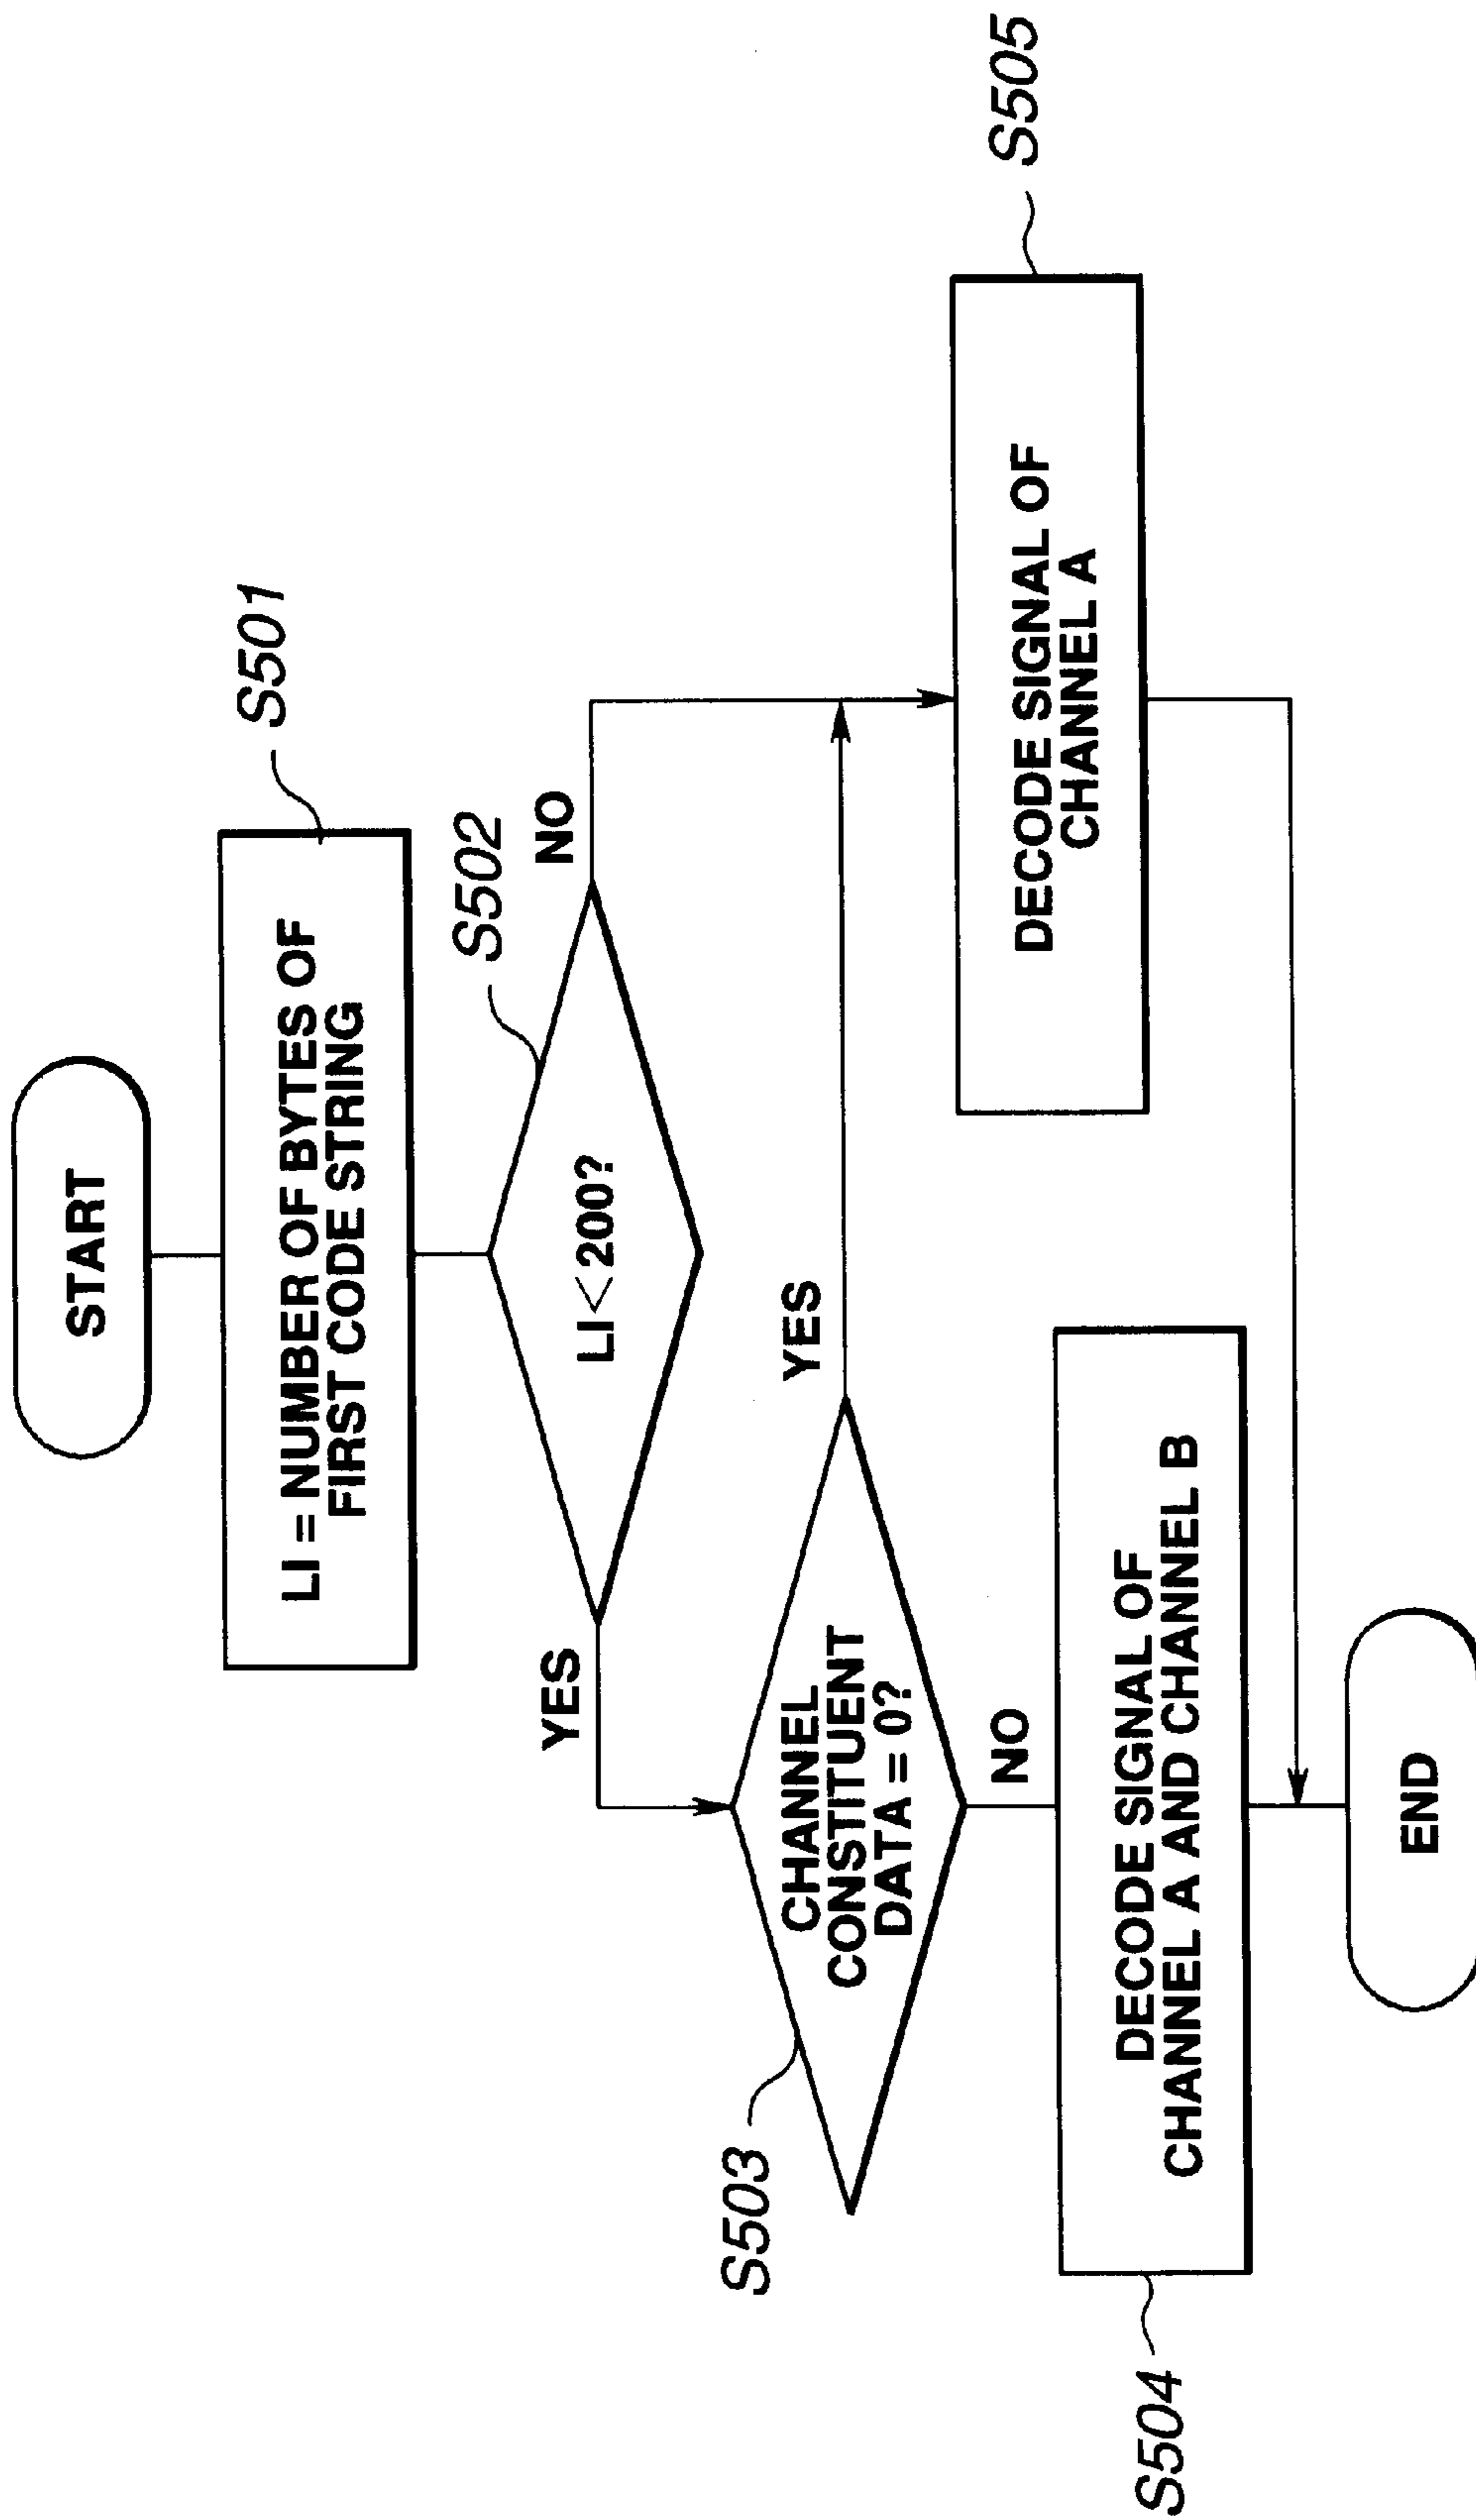 START
S501
LI = NUMBER OF BYTES OF
FIRST CODE STRING
S502
LI < 200?
YES
NO
S503
CHANNEL
CONSTITUENT
DATA = 0?
YES
NO
S504
DECODE SIGNAL OF
CHANNEL A AND CHANNEL B
S505
DECODE SIGNAL OF
CHANNEL A
END